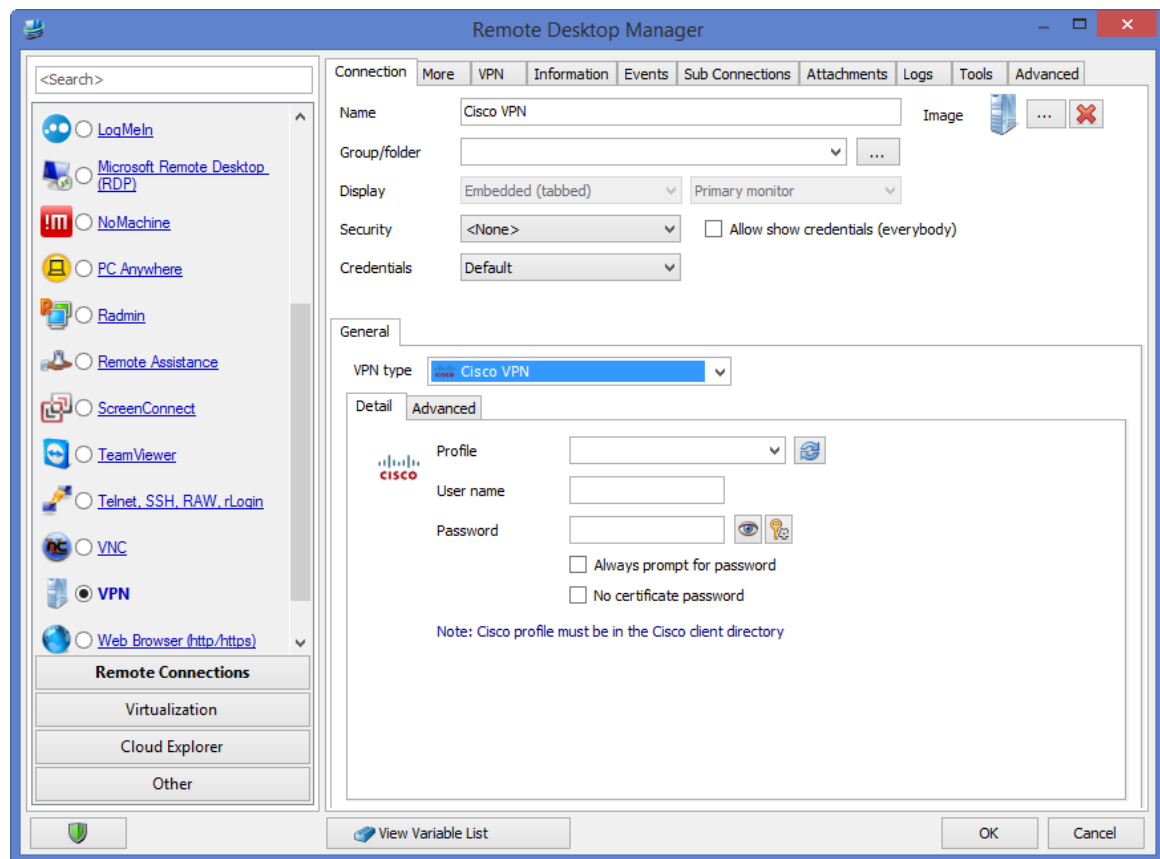 Remote Desktop Manager
<Search>
LogMeIn
Microsoft Remote Desktop
(RDP)
NoMachine
PC Anywhere
Radmin
Remote Assistance
ScreenConnect
TeamViewer
Telnet, SSH, RAW, rLogin
VNC
VPN
Web Browser (http/https)
Remote Connections
Virtualization
Cloud Explorer
Other
Connection More VPN Information Events Sub Connections Attachments Logs Tools Advanced
Name Cisco VPN Image ...
Group/folder ...
Display Embedded (tabbed) Primary monitor
Security <None> Allow show credentials (everybody)
Credentials Default
General
VPN type CISCO Cisco VPN
Detail Advanced
CISCO
Profile
User name
Password
Always prompt for password
No certificate password
Note: Cisco profile must be in the Cisco client directory
View Variable List OK Cancel